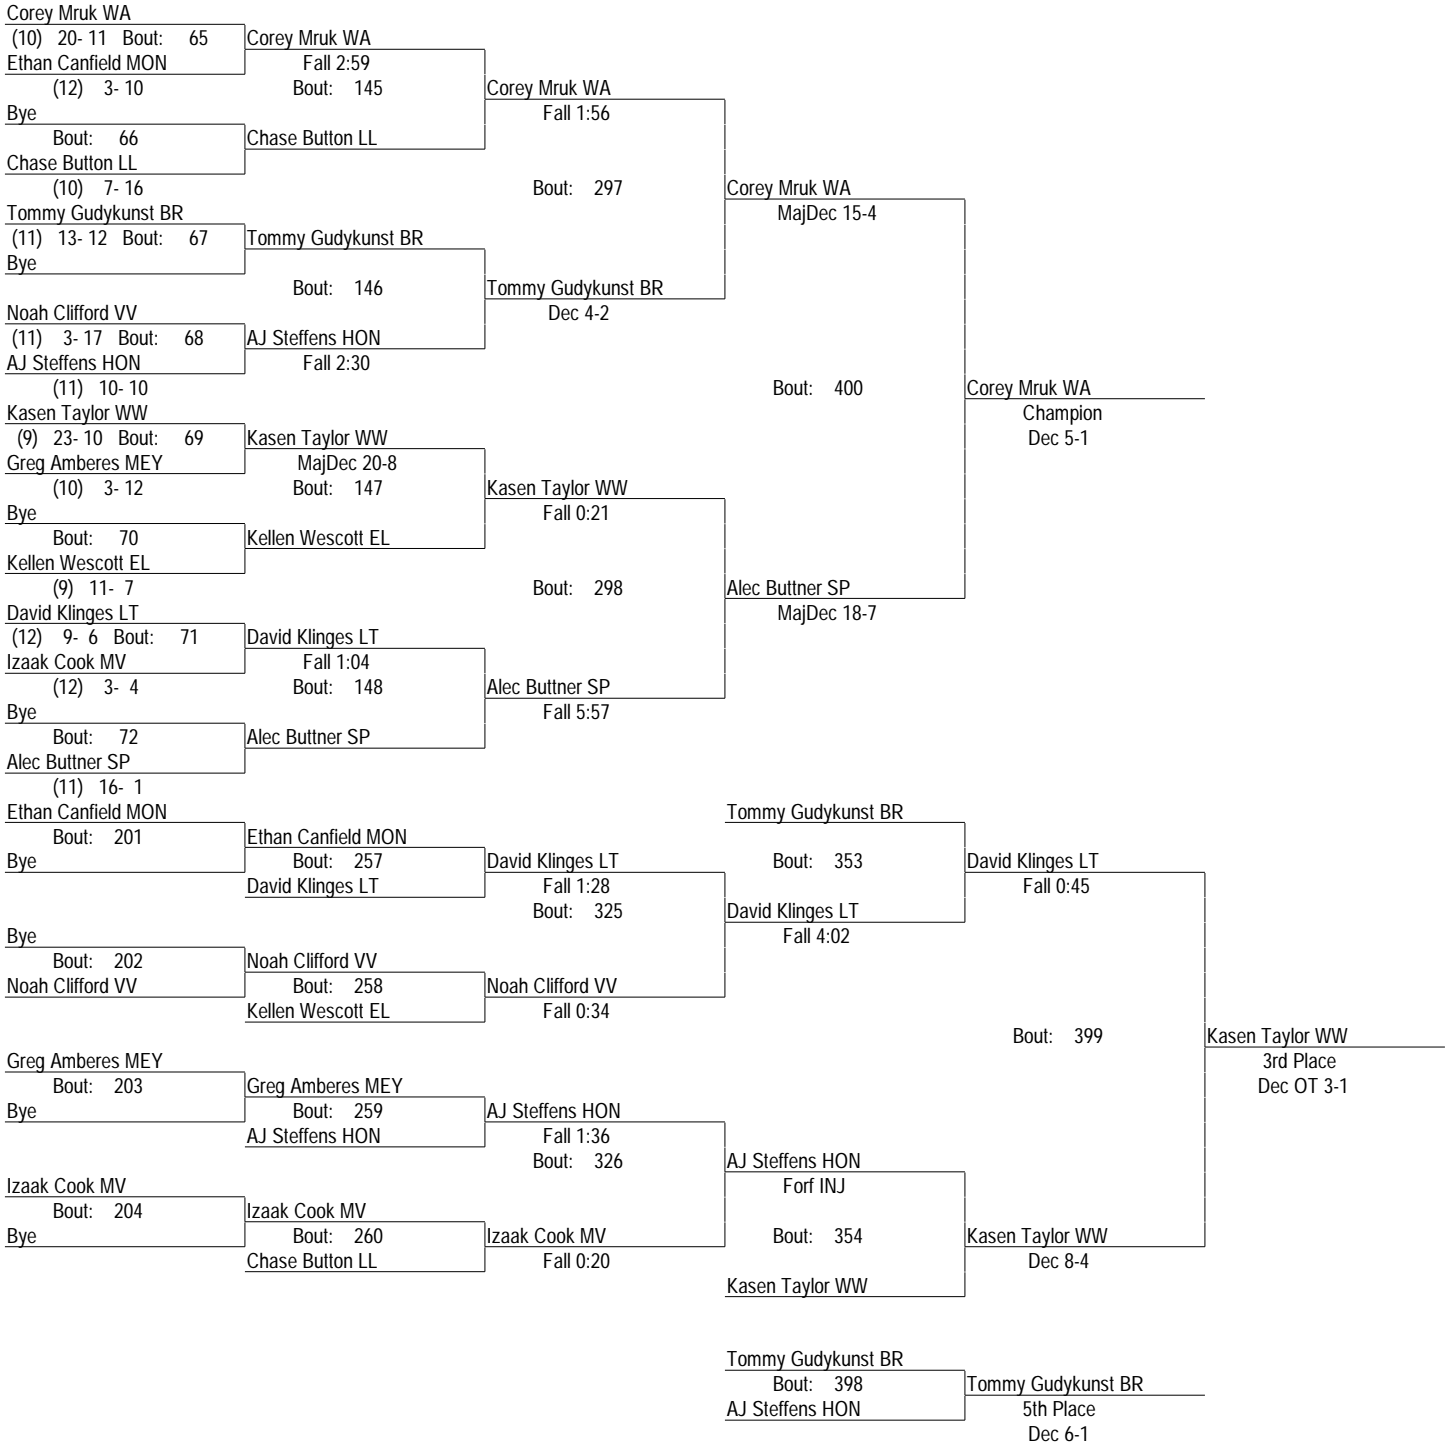 Corey Mruk WA
(10) 20- 11 Bout: 65 Corey Mruk WA
Ethan Canfield MON Fall 2:59
(12) 3- 10 Bout: 145 Corey Mruk WA
Bye Fall 1:56
Bout: 66 Chase Button LL
Chase Button LL
(10) 7- 16 Bout: 297 Corey Mruk WA
Tommy Gudykunst BR MajDec 15-4
(11) 13- 12 Bout: 67 Tommy Gudykunst BR
Bye
Bout: 146 Tommy Gudykunst BR
Noah Clifford VV Dec 4-2
(11) 3- 17 Bout: 68 AJ Steffens HON
AJ Steffens HON Fall 2:30
(11) 10- 10 Bout: 400 Corey Mruk WA
Kasen Taylor WW Champion
(9) 23- 10 Bout: 69 Kasen Taylor WW Dec 5-1
Greg Amberes MEY MajDec 20-8
(10) 3- 12 Bout: 147 Kasen Taylor WW
Bye Fall 0:21
Bout: 70 Kellen Wescott EL
Kellen Wescott EL
(9) 11- 7 Bout: 298 Alec Buttner SP
David Klinges LT MajDec 18-7
(12) 9- 6 Bout: 71 David Klinges LT
Izaak Cook MV Fall 1:04
(12) 3- 4 Bout: 148 Alec Buttner SP
Bye Fall 5:57
Bout: 72 Alec Buttner SP
Alec Buttner SP
(11) 16- 1
Ethan Canfield MON Tommy Gudykunst BR
Bout: 201 Ethan Canfield MON
Bye Bout: 257 David Klinges LT Bout: 353 David Klinges LT
David Klinges LT Fall 1:28 Fall 0:45
Bout: 325 David Klinges LT
Bye Fall 4:02
Bout: 202 Noah Clifford VV
Noah Clifford VV Bout: 258 Noah Clifford VV
Kellen Wescott EL Fall 0:34
Bout: 399 Kasen Taylor WW
Greg Amberes MEY 3rd Place
Bout: 203 Greg Amberes MEY Dec OT 3-1
Bye Bout: 259 AJ Steffens HON
AJ Steffens HON Fall 1:36
Bout: 326 AJ Steffens HON
Izaak Cook MV Forf INJ
Bout: 204 Izaak Cook MV
Bye Bout: 260 Izaak Cook MV Bout: 354 Kasen Taylor WW
Chase Button LL Fall 0:20 Dec 8-4
Kasen Taylor WW
Tommy Gudykunst BR
Bout: 398 Tommy Gudykunst BR
AJ Steffens HON 5th Place
Dec 6-1